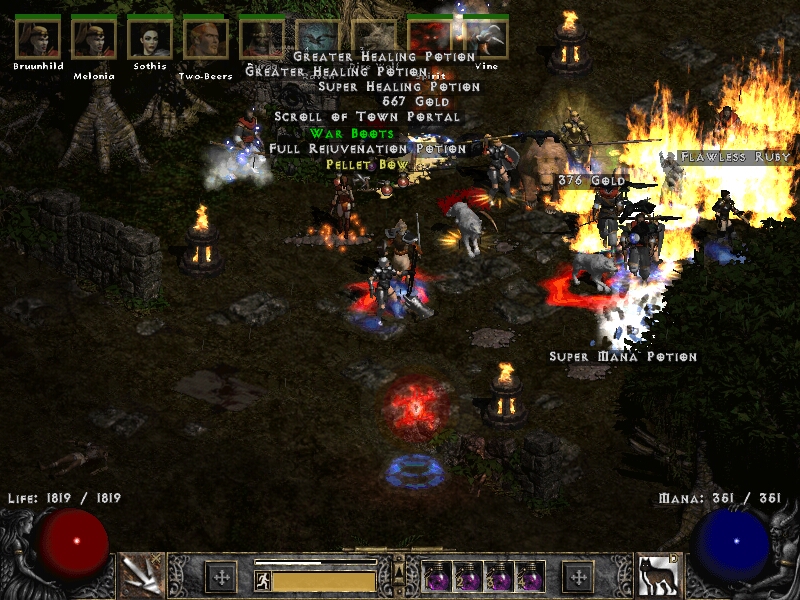 Bruunhild
Melonia
Sothis
Two-Beers
Vine
Greater Healing Potion
Greater Healing Potion
Super Healing Potion
567 Gold
Scroll of Town Portal
War Boots
Full Rejuvenation Potion
Pellet Bow
Flawless Ruby
376 Gold
Super Mana Potion
Life: 1819 / 1819
Mana: 351 / 351